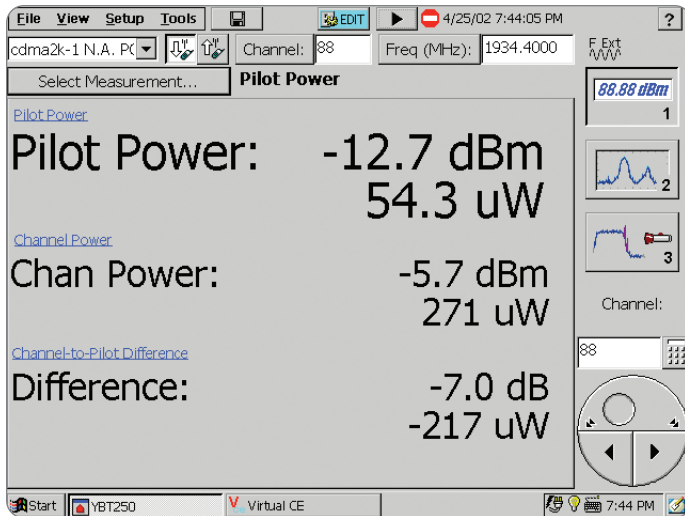 File View Setup Tools EDIT 4/25/02 7:44:05 PM ?
cdma2k-1 N.A. P( Channel: 88 Freq (MHz): 1934.4000 F Ext
Select Measurement... Pilot Power
88.88 dBm
1
Pilot Power
Pilot Power: -12.7 dBm
54.3 uW
2
Channel Power
Chan Power: -5.7 dBm
271 uW
3
Channel:
88
Channel-to-Pilot Difference
Difference: -7.0 dB
-217 uW
Start YBT250 Virtual CE 7:44 PM